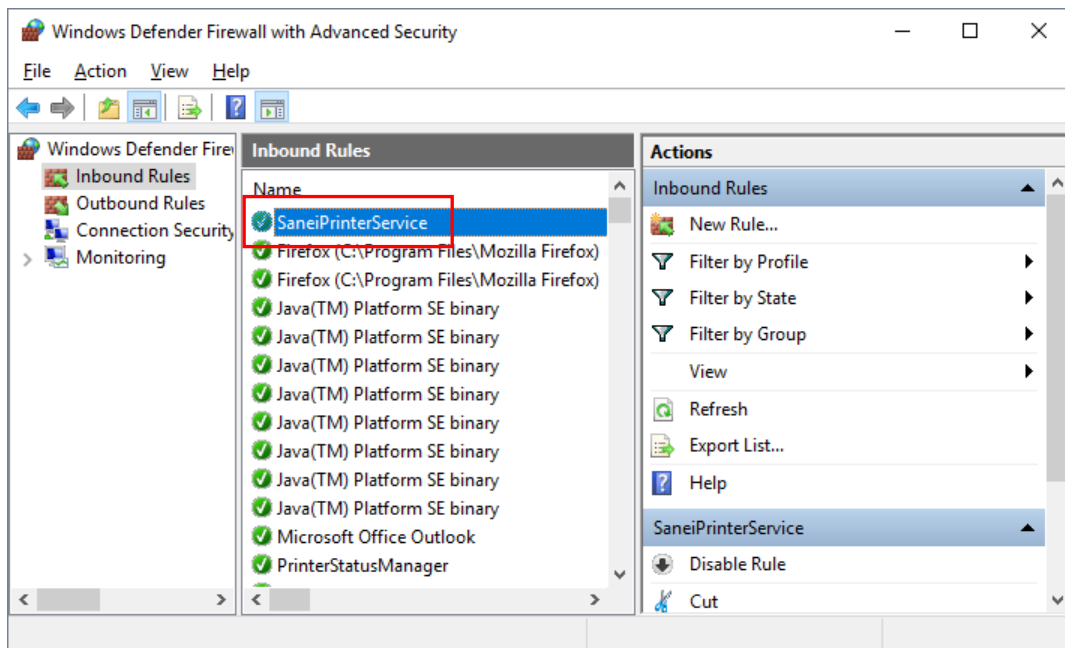 Windows Defender Firewall with Advanced Security
File Action View Help
Windows Defender Firew
Inbound Rules
Outbound Rules
Connection Security
Monitoring
Inbound Rules
Name
SaneiPrinterService
Firefox (C:\Program Files\Mozilla Firefox)
Firefox (C:\Program Files\Mozilla Firefox)
Java(TM) Platform SE binary
Java(TM) Platform SE binary
Java(TM) Platform SE binary
Java(TM) Platform SE binary
Java(TM) Platform SE binary
Java(TM) Platform SE binary
Java(TM) Platform SE binary
Java(TM) Platform SE binary
Microsoft Office Outlook
PrinterStatusManager
Actions
Inbound Rules
New Rule...
Filter by Profile
Filter by State
Filter by Group
View
Refresh
Export List...
Help
SaneiPrinterService
Disable Rule
Cut